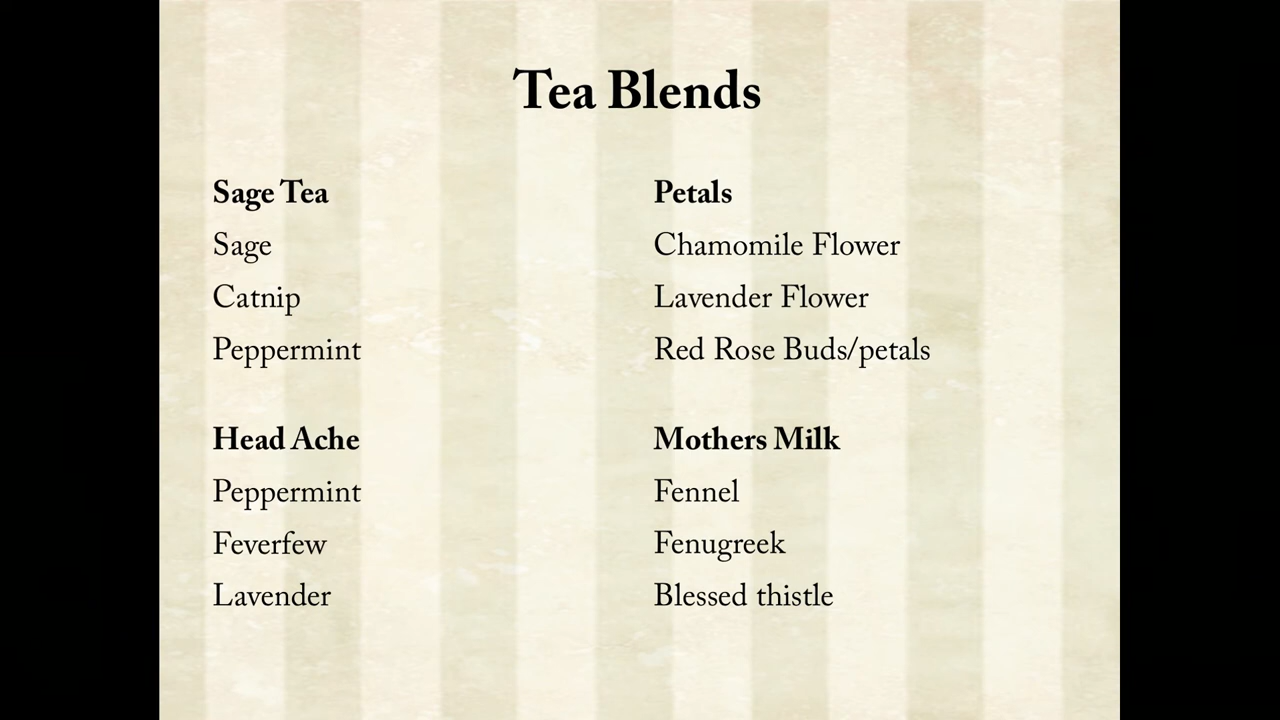 Tea Blends
Sage Tea
Sage
Catnip
Peppermint
Head Ache
Peppermint
Feverfew
Lavender
Petals
Chamomile Flower
Lavender Flower
Red Rose Buds/petals
Mothers Milk
Fennel
Fenugreek
Blessed thistle